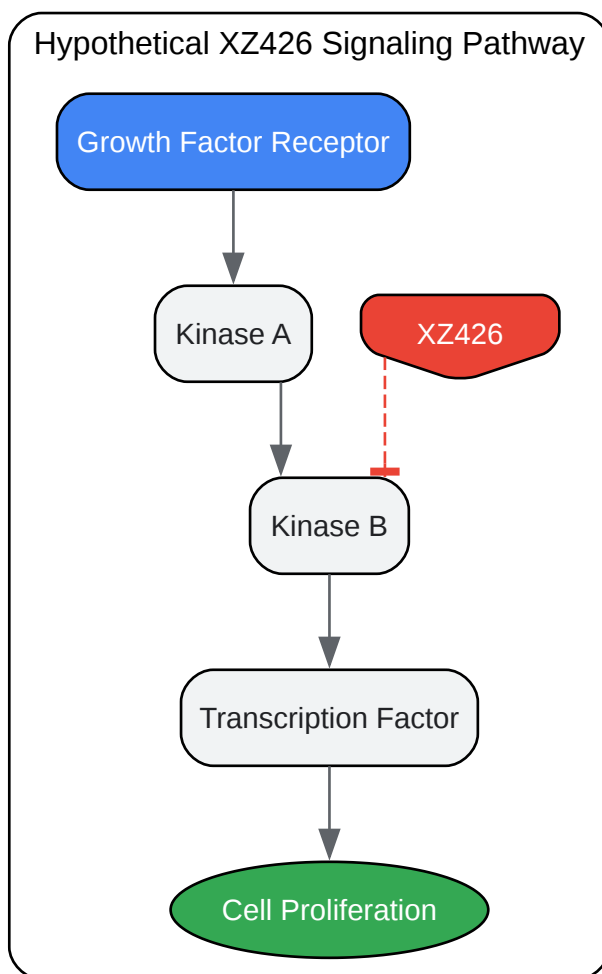 Hypothetical XZ426 Signaling Pathway
Growth Factor Receptor
Kinase A
XZ426
Kinase B
Transcription Factor
Cell Proliferation